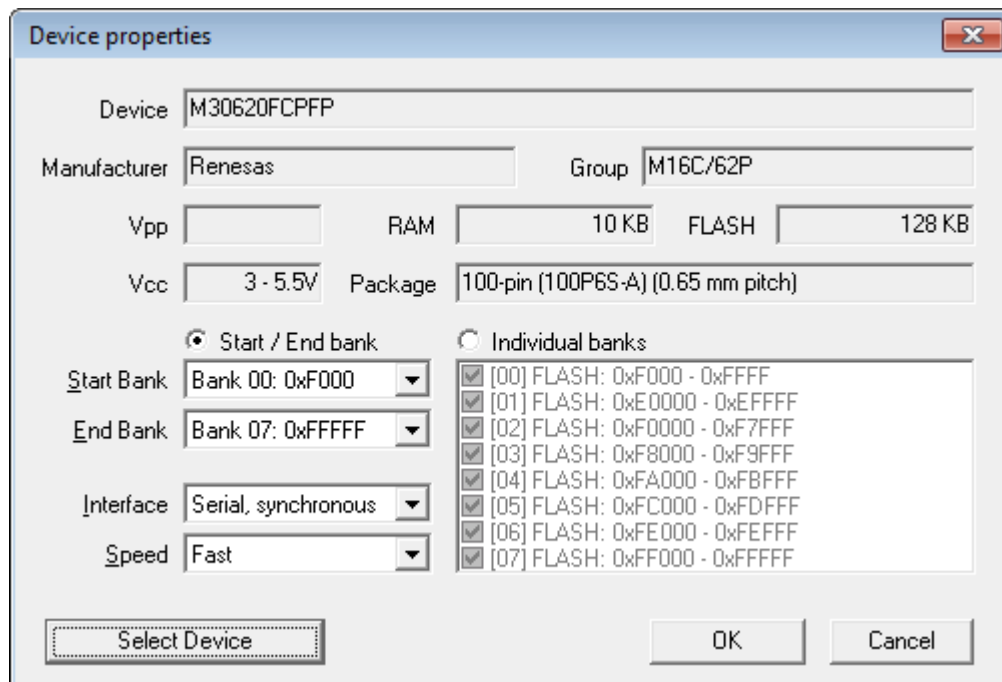 Device properties
Device M30620FCPFP
Manufacturer Renesas Group M16C/62P
Vpp RAM 10 KB FLASH 128 KB
Vcc 3 - 5.5V Package 100-pin (100P6S-A) (0.65 mm pitch)
Start / End bank Individual banks
Start Bank Bank 00: 0xF000
End Bank Bank 07: 0xFFFFF
[00] FLASH: 0xF000 - 0xFFFF
[01] FLASH: 0xE0000 - 0xEFFFF
[02] FLASH: 0xF0000 - 0xF7FFF
[03] FLASH: 0xF8000 - 0xF9FFF
[04] FLASH: 0xFA000 - 0xFBFFF
[05] FLASH: 0xFC000 - 0xFDFFF
[06] FLASH: 0xFE000 - 0xFEFFF
[07] FLASH: 0xFF000 - 0xFFFFF
Interface Serial, synchronous
Speed Fast
Select Device OK Cancel